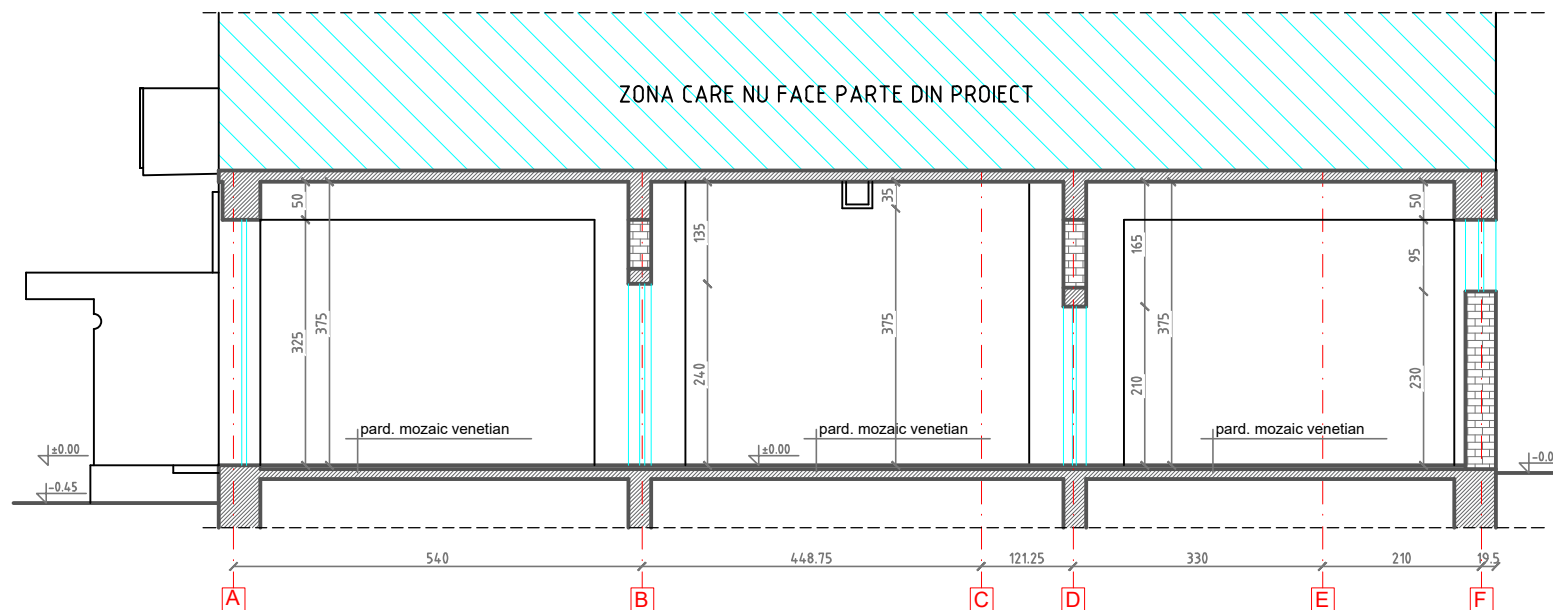 ZONA CARE NU FACE PARTE DIN PROIECT
50
35
50
135
165
95
325
375
375
375
240
210
230
pard. mozaic venetian
pard. mozaic venetian
pard. mozaic venetian
±0.00
±0.00
-0.0
-0.45
540
448.75
121.25
330
210
19.5
A
B
C
D
E
F